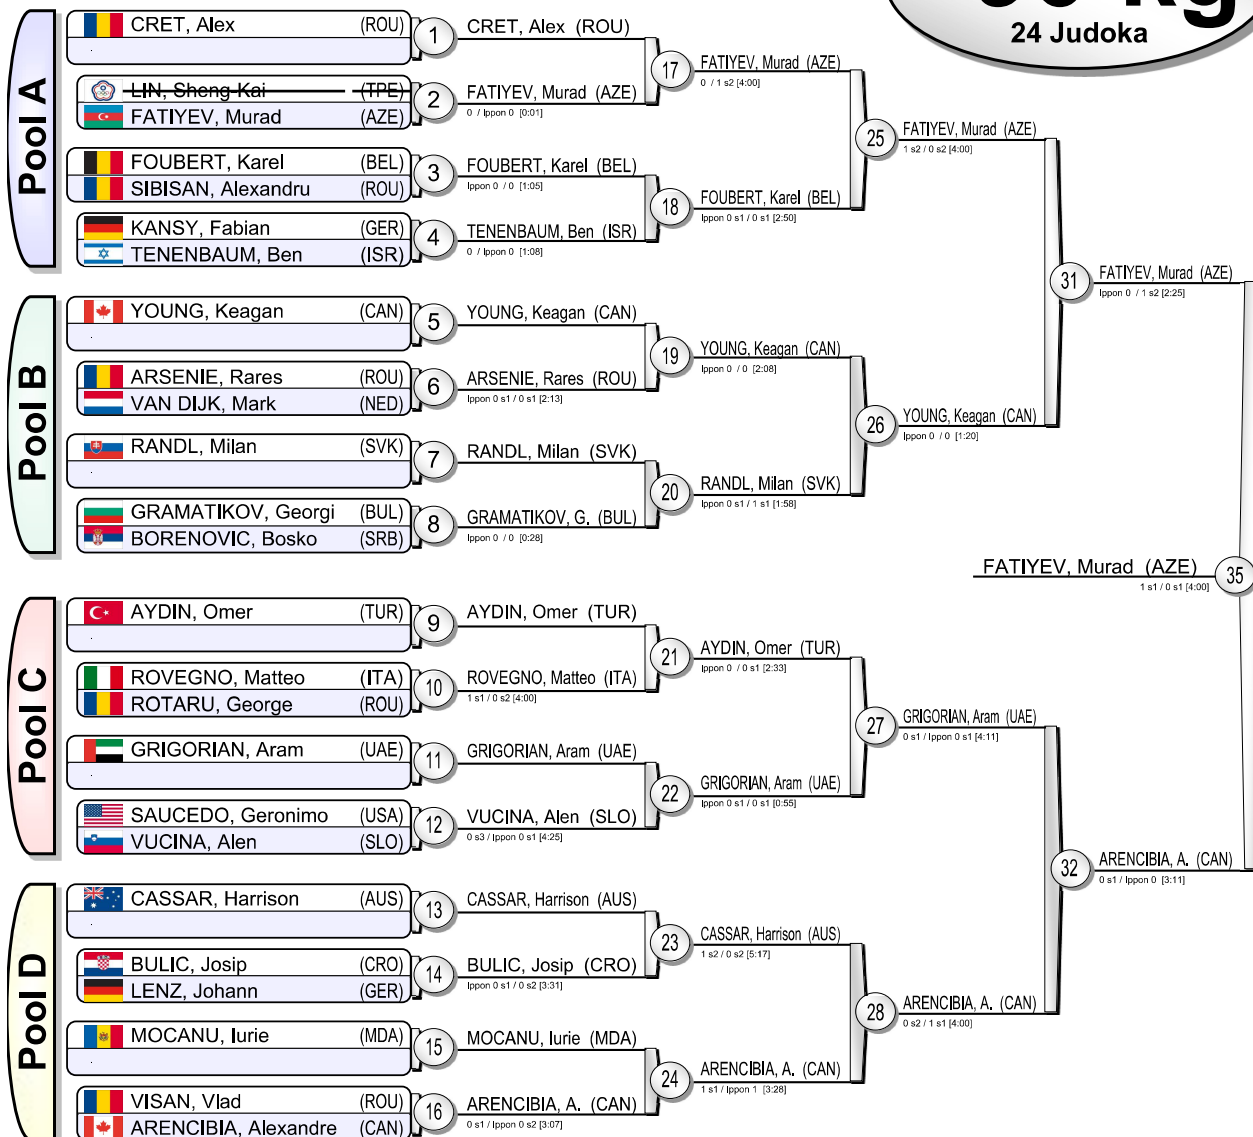 kg
24 Judoka
Pool A
CRET, Alex (ROU)
LIN, Sheng-Kai (TPE)
FATIYEV, Murad (AZE)
FOUBERT, Karel (BEL)
SIBISAN, Alexandru (ROU)
KANSY, Fabian (GER)
TENENBAUM, Ben (ISR)
Pool B
YOUNG, Keagan (CAN)
ARSENIE, Rares (ROU)
VAN DIJK, Mark (NED)
RANDL, Milan (SVK)
GRAMATIKOV, Georgi (BUL)
BORENOVIC, Bosko (SRB)
Pool C
AYDIN, Omer (TUR)
ROVEGNO, Matteo (ITA)
ROTARU, George (ROU)
GRIGORIAN, Aram (UAE)
SAUCEDO, Geronimo (USA)
VUCINA, Alen (SLO)
Pool D
CASSAR, Harrison (AUS)
BULIC, Josip (CRO)
LENZ, Johann (GER)
MOCANU, Iurie (MDA)
VISAN, Vlad (ROU)
ARENCIBIA, Alexandre (CAN)
1 CRET, Alex (ROU)
2 FATIYEV, Murad (AZE)
0 / Ippon 0 [0:01]
3 FOUBERT, Karel (BEL)
Ippon 0 / 0 [1:05]
4 TENENBAUM, Ben (ISR)
0 / Ippon 0 [1:08]
5 YOUNG, Keagan (CAN)
6 ARSENIE, Rares (ROU)
Ippon 0 s1 / 0 s1 [2:13]
7 RANDL, Milan (SVK)
8 GRAMATIKOV, G. (BUL)
Ippon 0 / 0 [0:28]
9 AYDIN, Omer (TUR)
10 ROVEGNO, Matteo (ITA)
1 s1 / 0 s2 [4:00]
11 GRIGORIAN, Aram (UAE)
12 VUCINA, Alen (SLO)
0 s3 / Ippon 0 s1 [4:25]
13 CASSAR, Harrison (AUS)
14 BULIC, Josip (CRO)
Ippon 0 s1 / 0 s2 [3:31]
15 MOCANU, Iurie (MDA)
16 ARENCIBIA, A. (CAN)
0 s1 / Ippon 0 s2 [3:07]
17 FATIYEV, Murad (AZE)
0 / 1 s2 [4:00]
18 FOUBERT, Karel (BEL)
Ippon 0 s1 / 0 s1 [2:50]
19 YOUNG, Keagan (CAN)
Ippon 0 / 0 [2:08]
20 RANDL, Milan (SVK)
Ippon 0 s1 / 1 s1 [1:58]
21 AYDIN, Omer (TUR)
Ippon 0 / 0 s1 [2:33]
22 GRIGORIAN, Aram (UAE)
Ippon 0 s1 / 0 s1 [0:55]
23 CASSAR, Harrison (AUS)
1 s2 / 0 s2 [5:17]
24 ARENCIBIA, A. (CAN)
1 s1 / Ippon 1 [3:28]
25 FATIYEV, Murad (AZE)
1 s2 / 0 s2 [4:00]
26 YOUNG, Keagan (CAN)
Ippon 0 / 0 [1:20]
27 GRIGORIAN, Aram (UAE)
0 s1 / Ippon 0 s1 [4:11]
28 ARENCIBIA, A. (CAN)
0 s2 / 1 s1 [4:00]
31 FATIYEV, Murad (AZE)
Ippon 0 / 1 s2 [2:25]
32 ARENCIBIA, A. (CAN)
0 s1 / Ippon 0 [3:11]
FATIYEV, Murad (AZE) 35
1 s1 / 0 s1 [4:00]